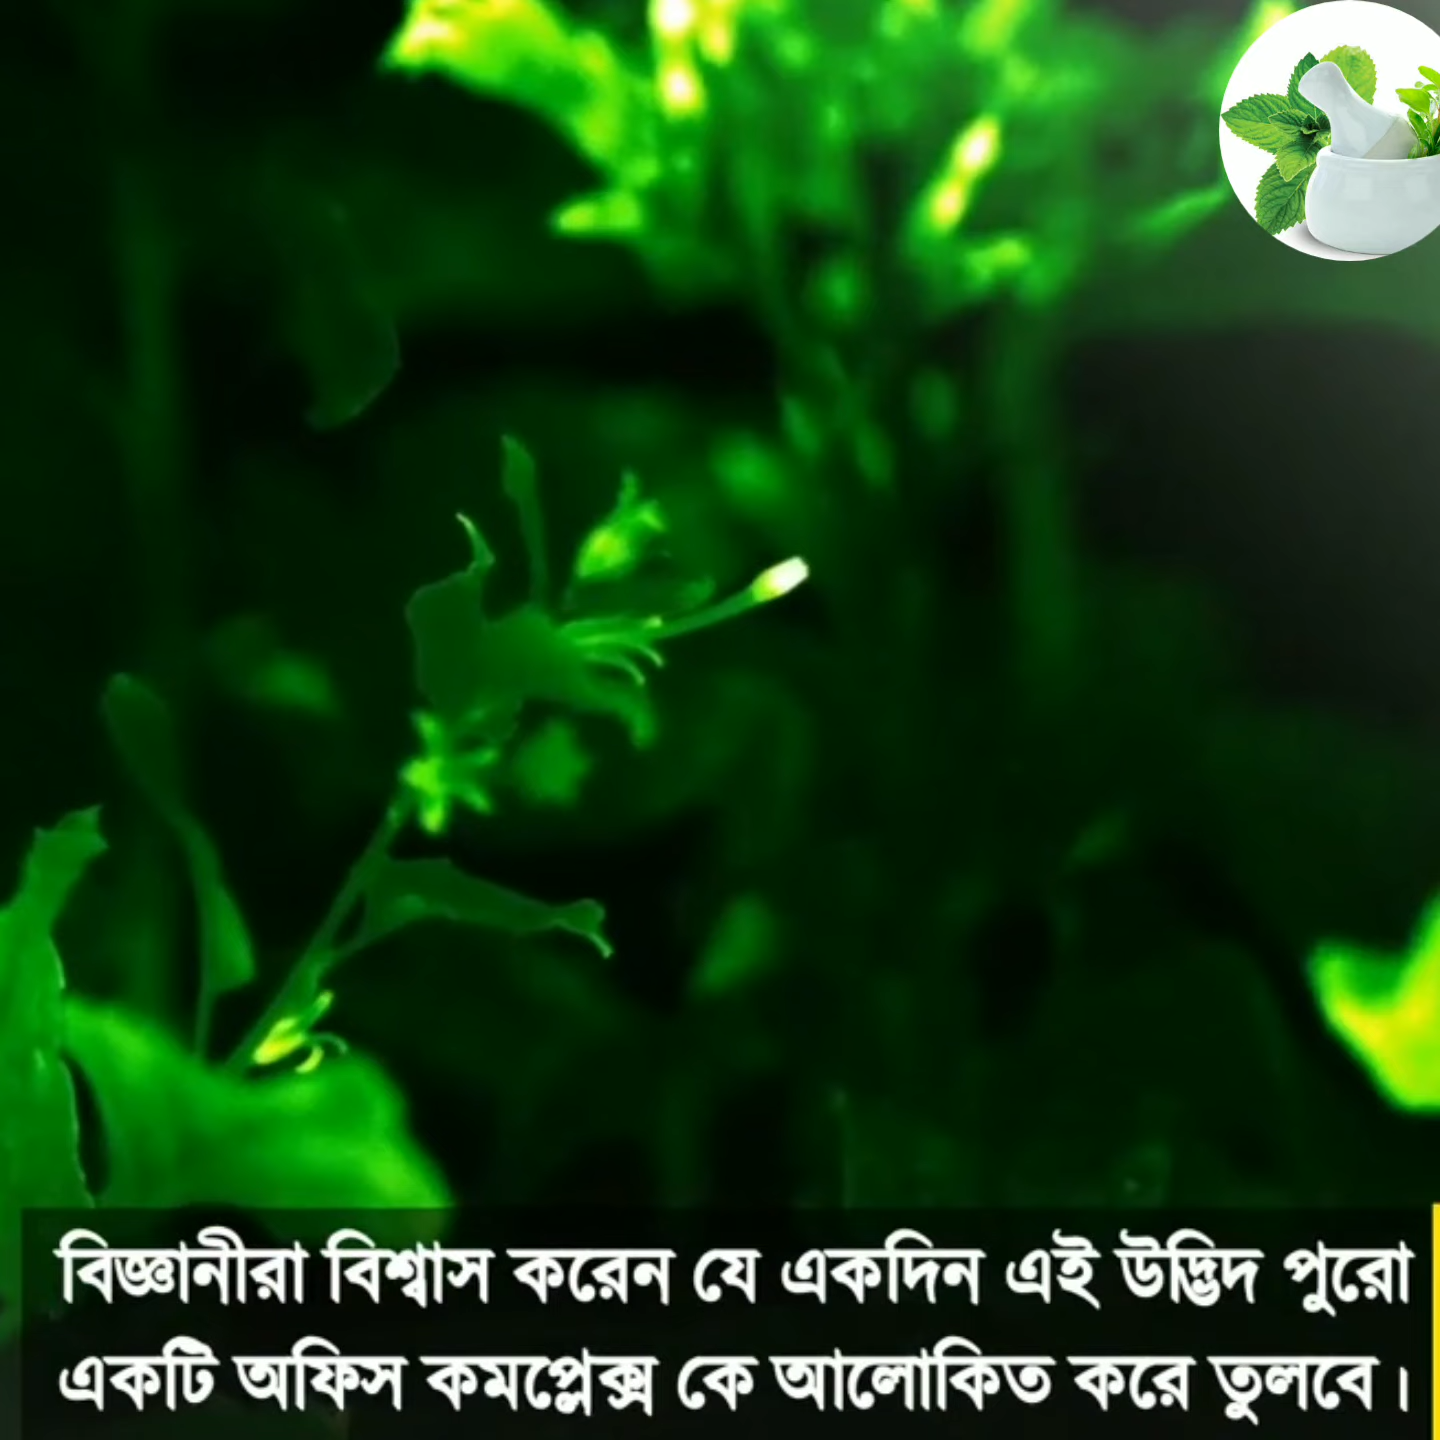 বিজ্ঞানীরা বিশ্বাস করেন যে একদিন এই উদ্ভিদ পুরো
একটি অফিস কমপ্লেক্স কে আলোকিত করে তুলবে।